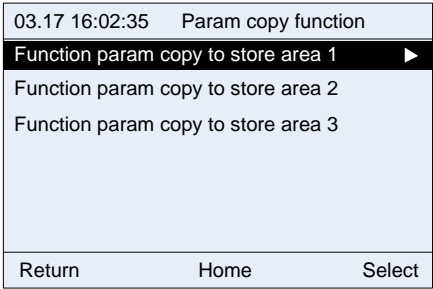 03.17 16:02:35 Param copy function
Function param copy to store area 1
Function param copy to store area 2
Function param copy to store area 3
Return Home Select